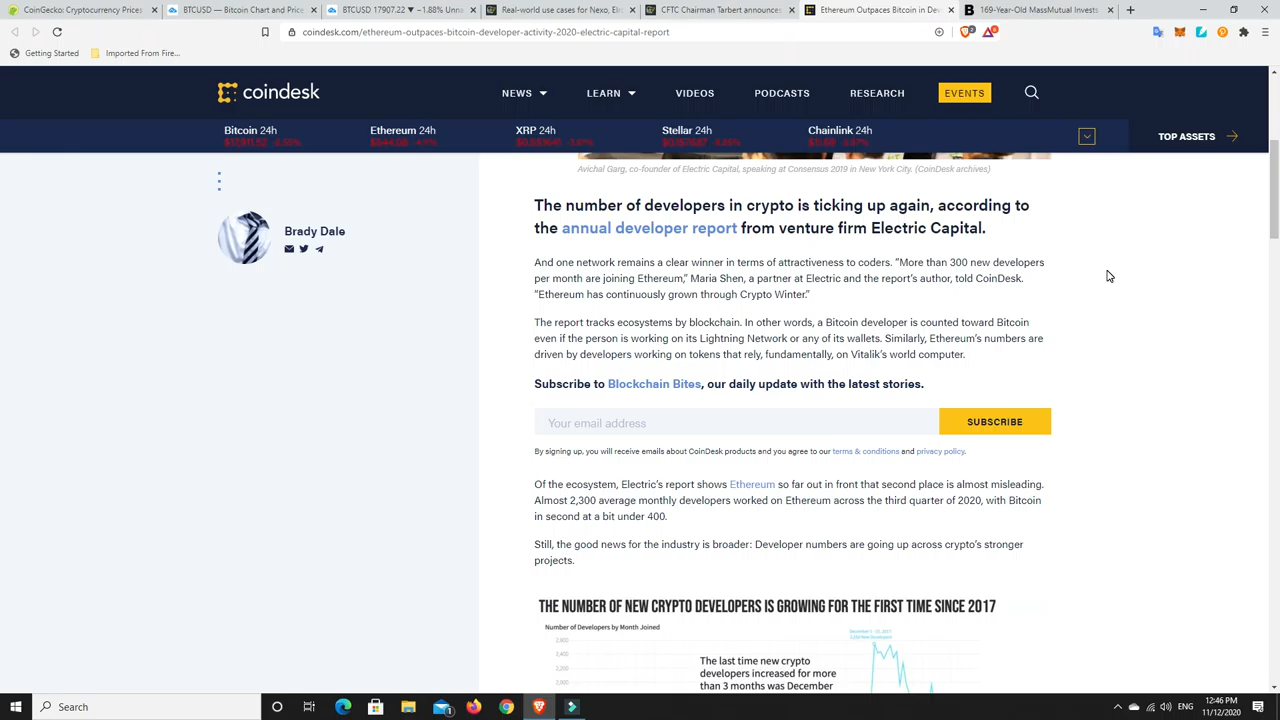 CoinGecko: Cryptocurrency Prices
BTCUSD — Bitcoin Chart and Price
BTCUSD 17907.22 ▼ −1.88% Unna
Real-world use cases for Nexo, Elro
CFTC Chairman Tarbert announces
Ethereum Outpaces Bitcoin in Dev
169-Year-Old MassMutual Invests
coindesk.com/ethereum-outpaces-bitcoin-developer-activity-2020-electric-capital-report
Getting Started
Imported From Fire...
coindesk
NEWS
LEARN
VIDEOS
PODCASTS
RESEARCH
EVENTS
Bitcoin 24h
Ethereum 24h
XRP 24h
Stellar 24h
Chainlink 24h
TOP ASSETS
Avichal Garg, co-founder of Electric Capital, speaking at Consensus 2019 in New York City. (CoinDesk archives)
Brady Dale
The number of developers in crypto is ticking up again, according to
the annual developer report from venture firm Electric Capital.
And one network remains a clear winner in terms of attractiveness to coders. “More than 300 new developers
per month are joining Ethereum,” Maria Shen, a partner at Electric and the report’s author, told CoinDesk.
“Ethereum has continuously grown through Crypto Winter.”
The report tracks ecosystems by blockchain. In other words, a Bitcoin developer is counted toward Bitcoin
even if the person is working on its Lightning Network or any of its wallets. Similarly, Ethereum’s numbers are
driven by developers working on tokens that rely, fundamentally, on Vitalik’s world computer.
Subscribe to Blockchain Bites, our daily update with the latest stories.
Your email address
SUBSCRIBE
By signing up, you will receive emails about CoinDesk products and you agree to our terms & conditions and privacy policy.
Of the ecosystem, Electric’s report shows Ethereum so far out in front that second place is almost misleading.
Almost 2,300 average monthly developers worked on Ethereum across the third quarter of 2020, with Bitcoin
in second at a bit under 400.
Still, the good news for the industry is broader: Developer numbers are going up across crypto’s stronger
projects.
THE NUMBER OF NEW CRYPTO DEVELOPERS IS GROWING FOR THE FIRST TIME SINCE 2017
Number of Developers by Month Joined
The last time new crypto
developers increased for more
than 3 months was December
Search
ENG
12:46 PM
11/12/2020